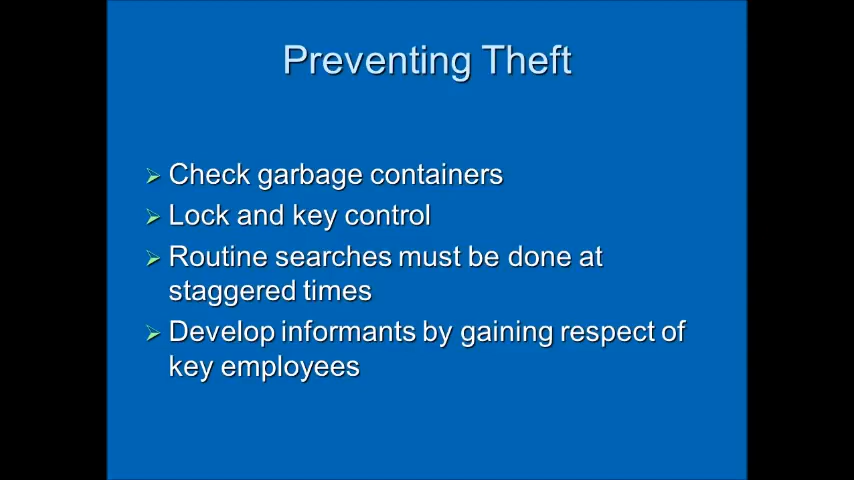 Preventing Theft
Check garbage containers
Lock and key control
Routine searches must be done at
staggered times
Develop informants by gaining respect of
key employees